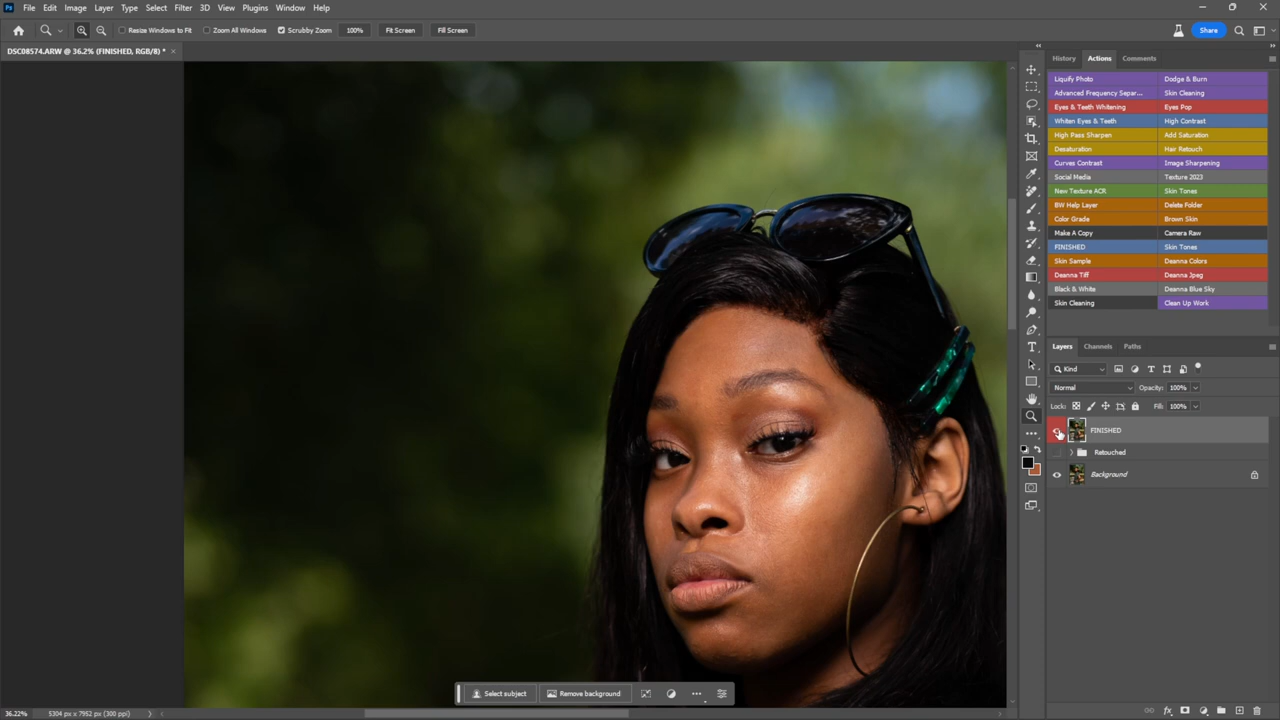 Ps File Edit Image Layer Type Select Filter 3D View Plugins Window Help
Resize Windows to Fit Zoom All Windows Scrubby Zoom 100% Fit Screen Fill Screen Share
DSC08574.ARW @ 36.2% (FINISHED, RGB/8) *
History Actions Comments
Liquify Photo Dodge & Burn
Advanced Frequency Separ... Skin Cleaning
Eyes & Teeth Whitening Eyes Pop
Whiten Eyes & Teeth High Contrast
High Pass Sharpen Add Saturation
Desaturation Hair Retouch
Curves Contrast Image Sharpening
Social Media Texture 2023
New Texture ACR Skin Tones
BW Help Layer Delete Folder
Color Grade Brown Skin
Make A Copy Camera Raw
FINISHED Skin Tones
Skin Sample Deanna Colors
Deanna Tiff Deanna Jpeg
Black & White Deanna Blue Sky
Skin Cleaning Clean Up Work
Layers Channels Paths
Kind
Normal Opacity: 100%
Lock: Fill: 100%
FINISHED
Retouched
Background
Select subject Remove background
36.22% 5304 px x 7952 px (300 ppi)